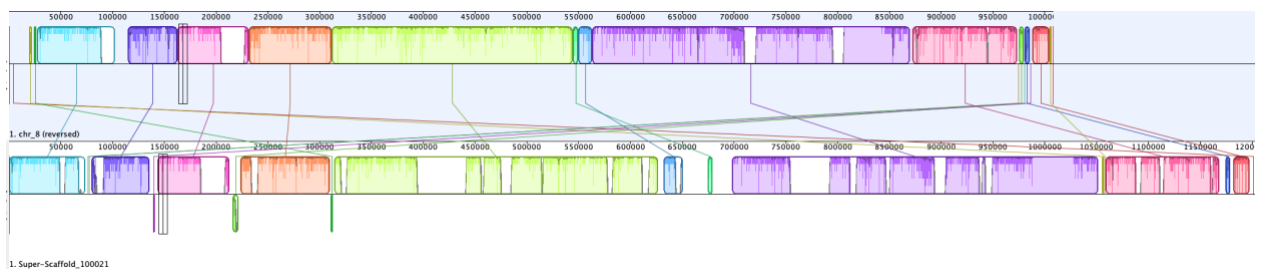 50000 100000 150000 200000 250000 300000 350000 400000 450000 500000 550000 600000 650000 700000 750000 800000 850000 900000 950000 10000
1. chr_8 (reversed)
50000 100000 150000 200000 250000 300000 350000 400000 450000 500000 550000 600000 650000 700000 750000 800000 850000 900000 950000 1000000 1050000 1100000 1150000 1200
1. Super-Scaffold_100021